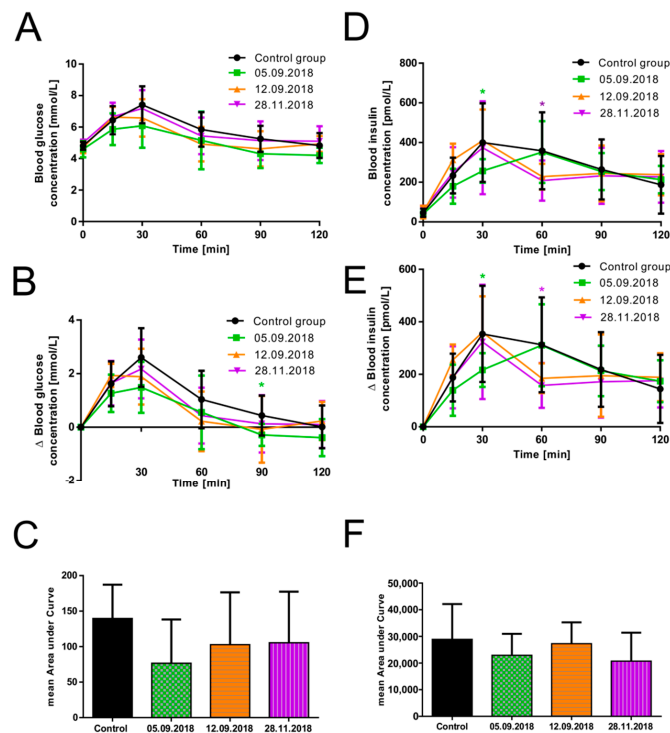 A
Blood glucose
concentration [mmol/L]
10
8
6
4
2
0
0
30
60
90
120
Time [min]
Control group
05.09.2018
12.09.2018
28.11.2018
D
Blood insulin
concentration [pmol/L]
800
600
400
200
0
0
30
60
90
120
Time [min]
Control group
05.09.2018
12.09.2018
28.11.2018
*
*
B
Δ Blood glucose
concentration [mmol/L]
4
2
0
-2
30
60
90
120
Time [min]
Control group
05.09.2018
12.09.2018
28.11.2018
*
E
Δ Blood insulin
concentration [pmol/L]
600
400
200
0
0
30
60
90
120
Time [min]
Control group
05.09.2018
12.09.2018
28.11.2018
*
*
C
mean Area under Curve
200
150
100
50
0
Control
05.09.2018
12.09.2018
28.11.2018
F
mean Area under Curve
50,000
40,000
30,000
20,000
10,000
0
Control
05.09.2018
12.09.2018
28.11.2018